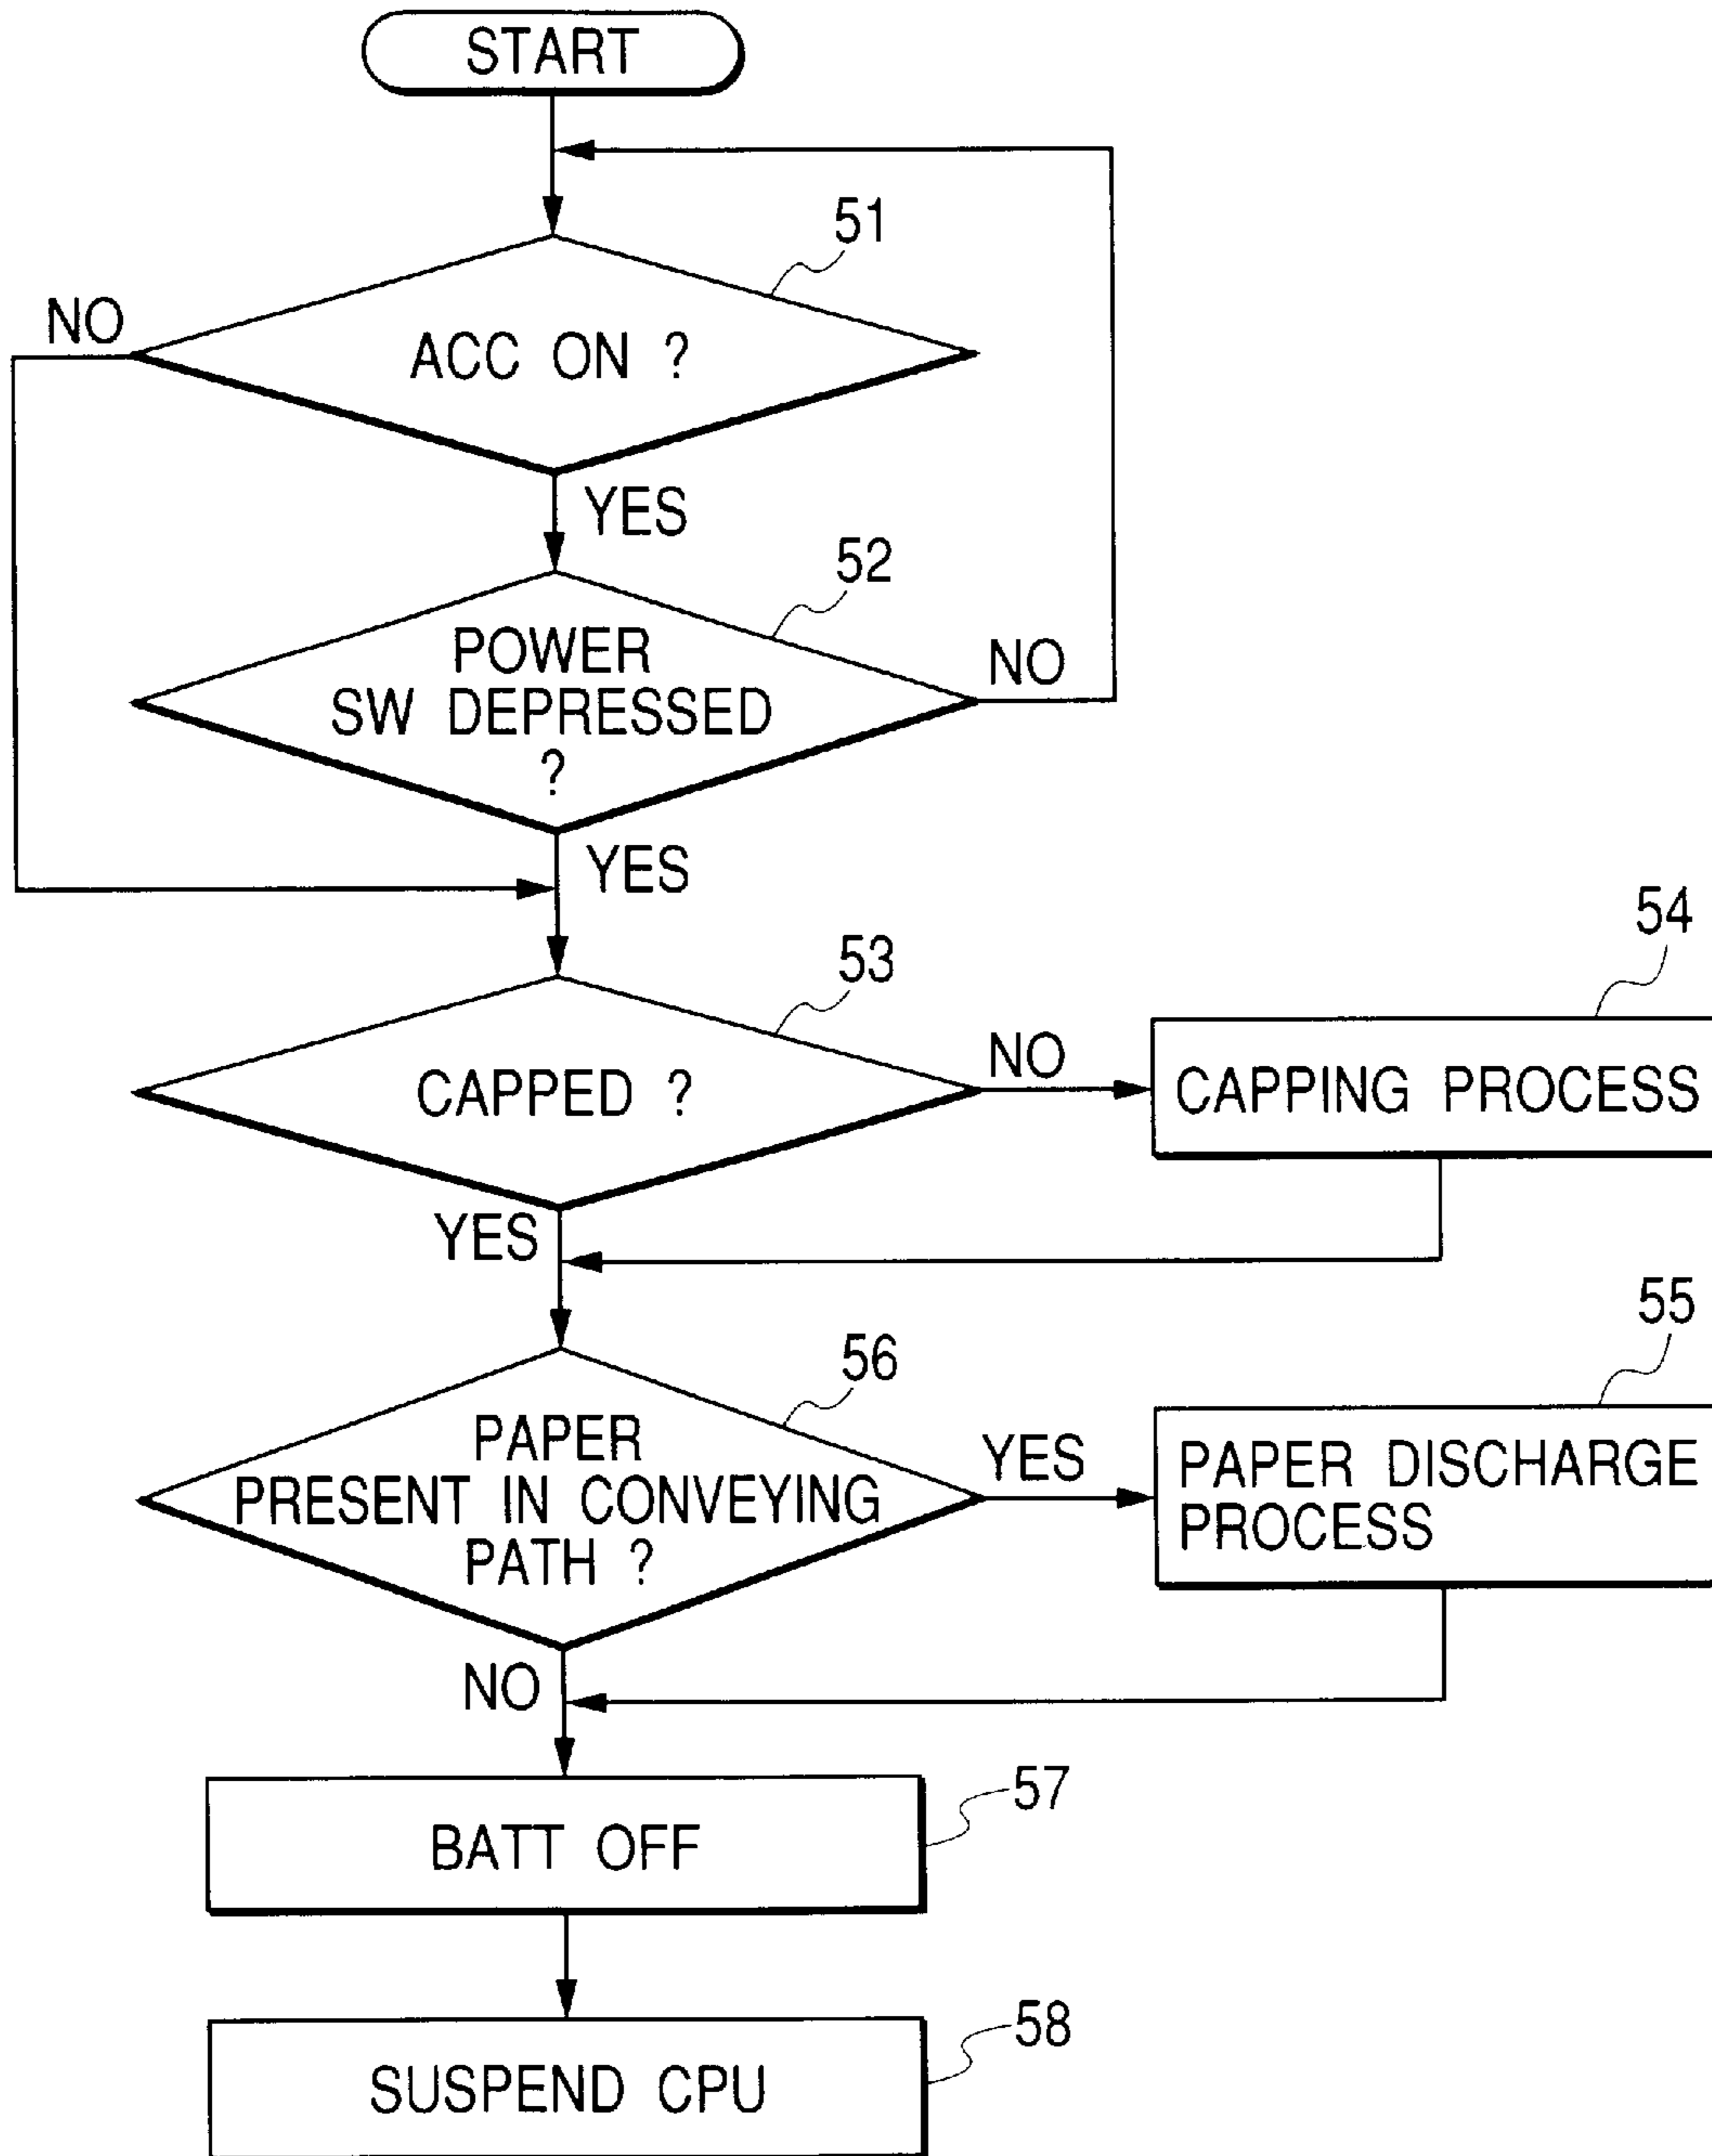 START
51
NO
ACC ON ?
YES
52
POWER
SW DEPRESSED
?
NO
YES
53
54
CAPPED ?
NO
CAPPING PROCESS
YES
55
56
PAPER
PRESENT IN CONVEYING
PATH ?
YES
PAPER DISCHARGE
PROCESS
NO
57
BATT OFF
58
SUSPEND CPU